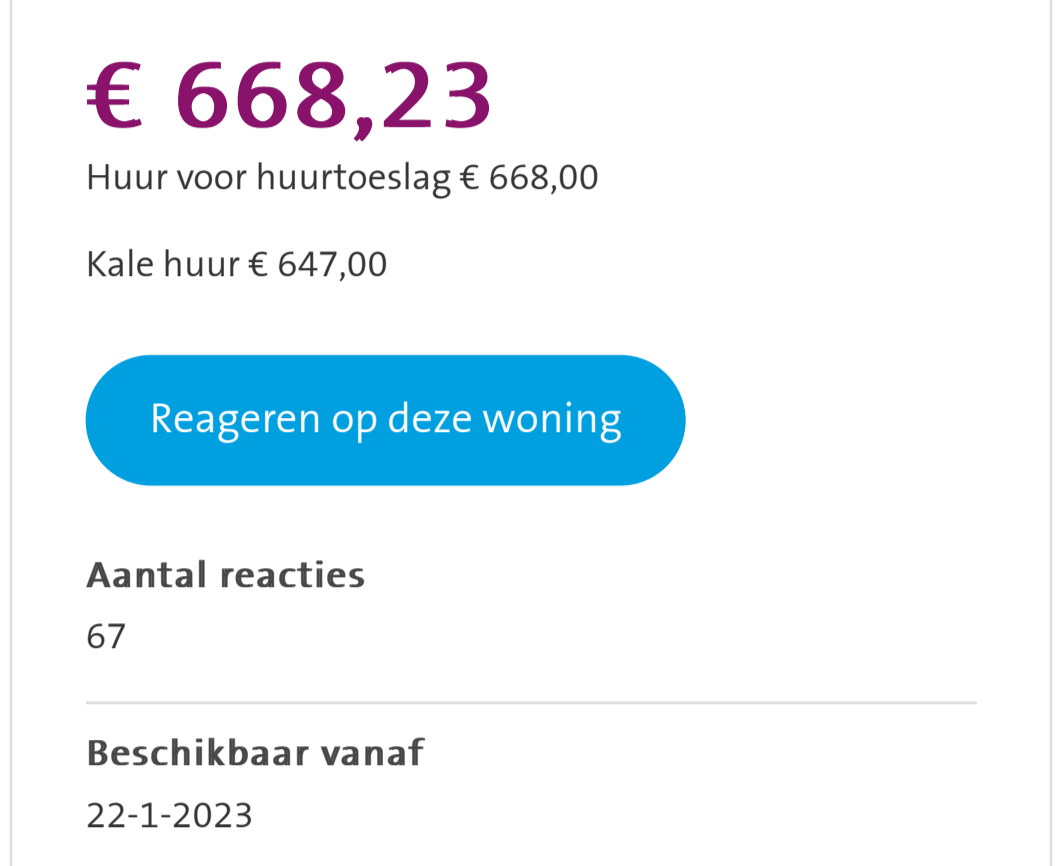 € 668,23
Huur voor huurtoeslag € 668,00
Kale huur € 647,00
Reageren op deze woning
Aantal reacties
67
Beschikbaar vanaf
22-1-2023